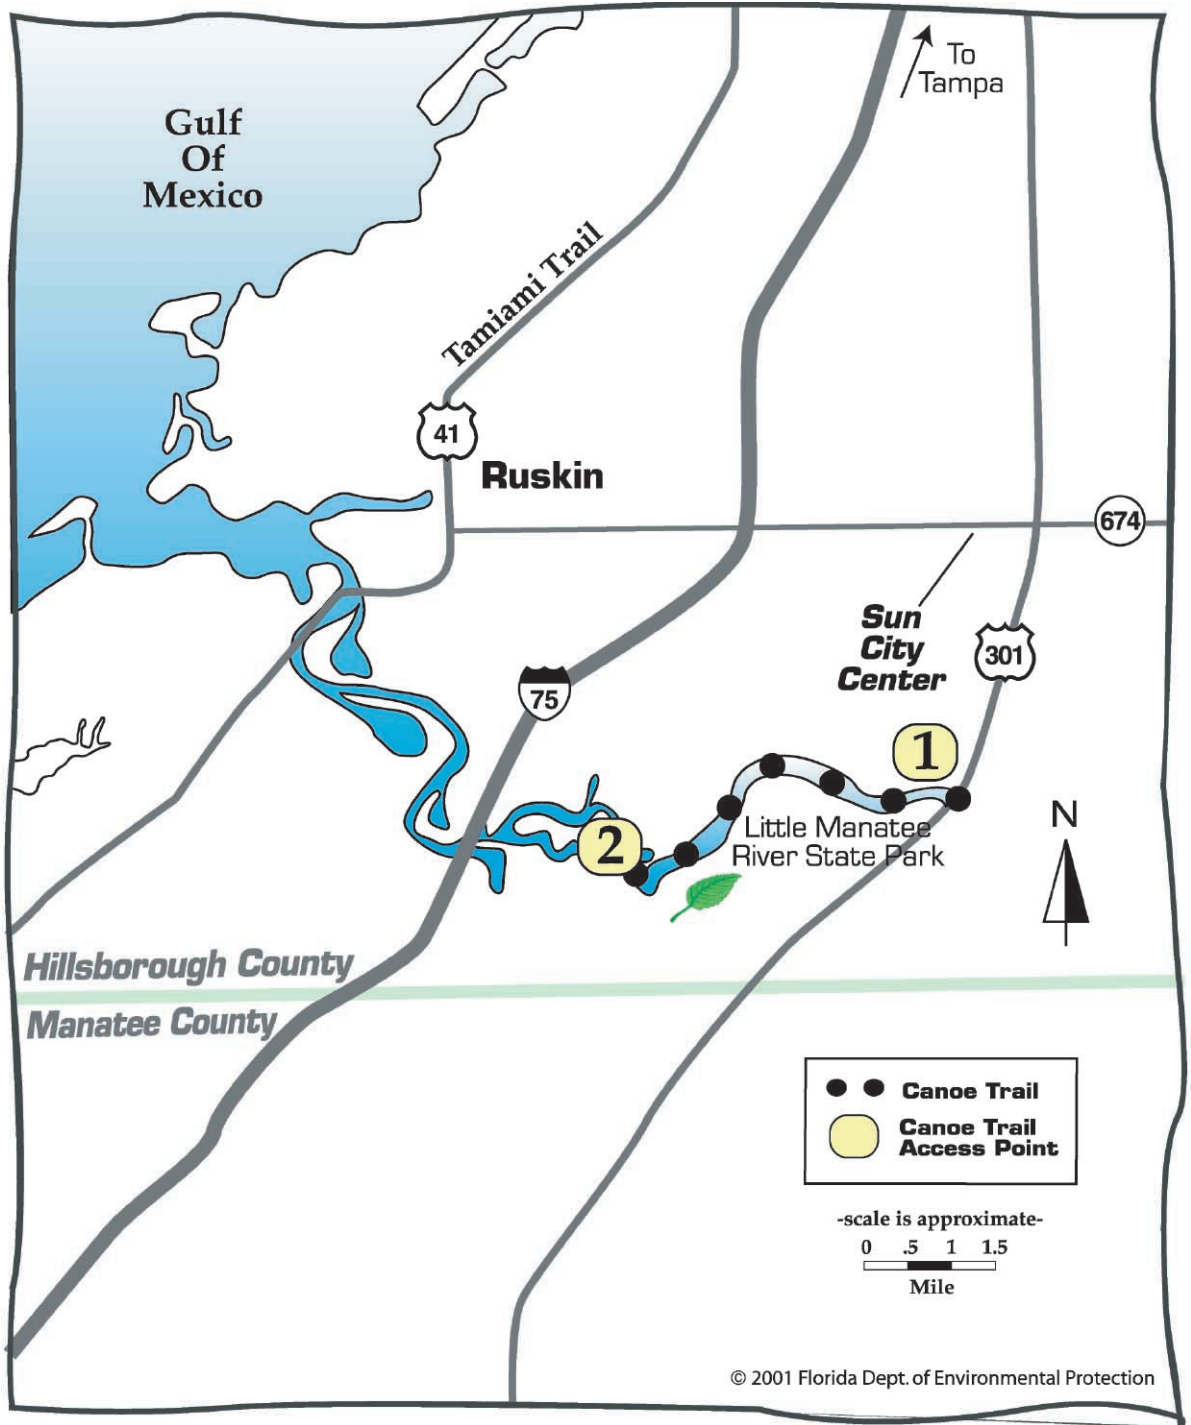 Gulf
Of
Mexico
To
Tampa
Tamiami Trail
41
Ruskin
674
Sun
City
Center
301
75
1
2
Little Manatee
River State Park
N
Hillsborough County
Manatee County
Canoe Trail
Canoe Trail
Access Point
-scale is approximate-
0 .5 1 1.5
Mile
© 2001 Florida Dept. of Environmental Protection